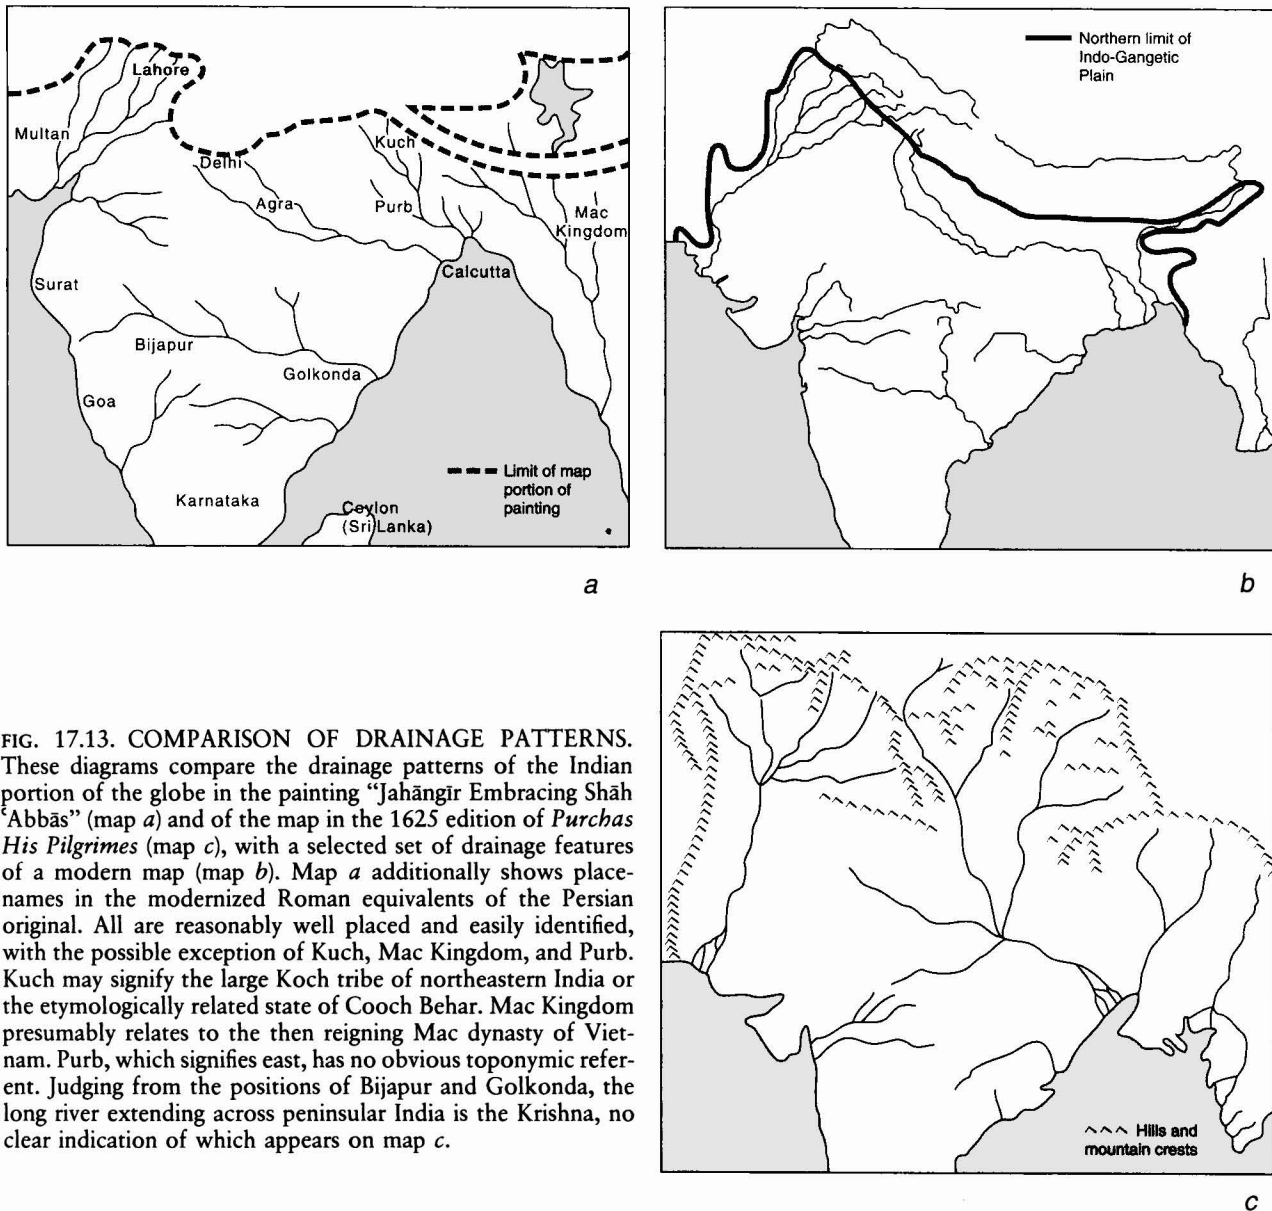 Lahore
Multan
Delhi
Kuch
Agra
Purb
Mac
Kingdom
Surat
Calcutta
Bijapur
Golkonda
Goa
Karnataka
Ceylon
(Sri Lanka)
Limit of map
portion of
painting
a
Northern limit of
Indo-Gangetic
Plain
b
FIG. 17.13. COMPARISON OF DRAINAGE PATTERNS.
These diagrams compare the drainage patterns of the Indian
portion of the globe in the painting “Jahāngīr Embracing Shāh
ʿAbbās” (map a) and of the map in the 1625 edition of Purchas
His Pilgrimes (map c), with a selected set of drainage features
of a modern map (map b). Map a additionally shows place-
names in the modernized Roman equivalents of the Persian
original. All are reasonably well placed and easily identified,
with the possible exception of Kuch, Mac Kingdom, and Purb.
Kuch may signify the large Koch tribe of northeastern India or
the etymologically related state of Cooch Behar. Mac Kingdom
presumably relates to the then reigning Mac dynasty of Viet-
nam. Purb, which signifies east, has no obvious toponymic refer-
ent. Judging from the positions of Bijapur and Golkonda, the
long river extending across peninsular India is the Krishna, no
clear indication of which appears on map c.
Hills and
mountain crests
c